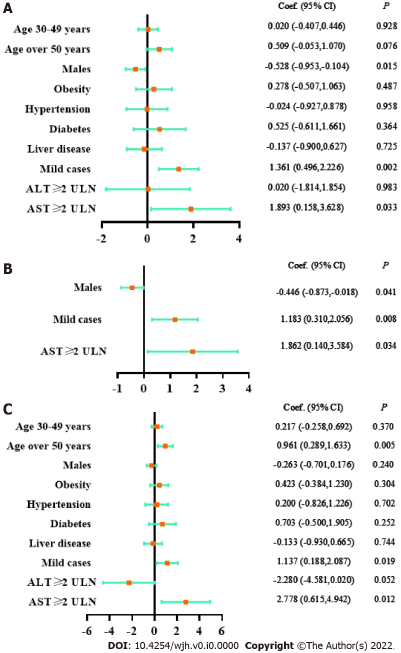 A
Coef. (95% CI) P
Age 30-49 years 0.020 (-0.407,0.446) 0.928
Age over 50 years 0.509 (-0.053,1.070) 0.076
Males -0.528 (-0.953,-0.104) 0.015
Obesity 0.278 (-0.507,1.063) 0.487
Hypertension -0.024 (-0.927,0.878) 0.958
Diabetes 0.525 (-0.611,1.661) 0.364
Liver disease -0.137 (-0.900,0.627) 0.725
Mild cases 1.361 (0.496,2.226) 0.002
ALT≥2 ULN 0.020 (-1.814,1.854) 0.983
AST≥2 ULN 1.893 (0.158,3.628) 0.033
-2 0 2 4
B
Coef. (95% CI) P
Males -0.446 (-0.873,-0.018) 0.041
Mild cases 1.183 (0.310,2.056) 0.008
AST≥2 ULN 1.862 (0.140,3.584) 0.034
-1 0 1 2 3 4
C
Coef. (95% CI) P
Age 30-49 years 0.217 (-0.258,0.692) 0.370
Age over 50 years 0.961 (0.289,1.633) 0.005
Males -0.263 (-0.701,0.176) 0.240
Obesity 0.423 (-0.384,1.230) 0.304
Hypertension 0.200 (-0.826,1.226) 0.702
Diabetes 0.703 (-0.500,1.905) 0.252
Liver disease -0.133 (-0.930,0.665) 0.744
Mild cases 1.137 (0.188,2.087) 0.019
ALT≥2 ULN -2.280 (-4.581,0.020) 0.052
AST≥2 ULN 2.778 (0.615,4.942) 0.012
-6 -4 -2 0 2 4 6
DOI: 10.4254/wjh.v0.i0.0000 Copyright ©The Author(s) 2022.